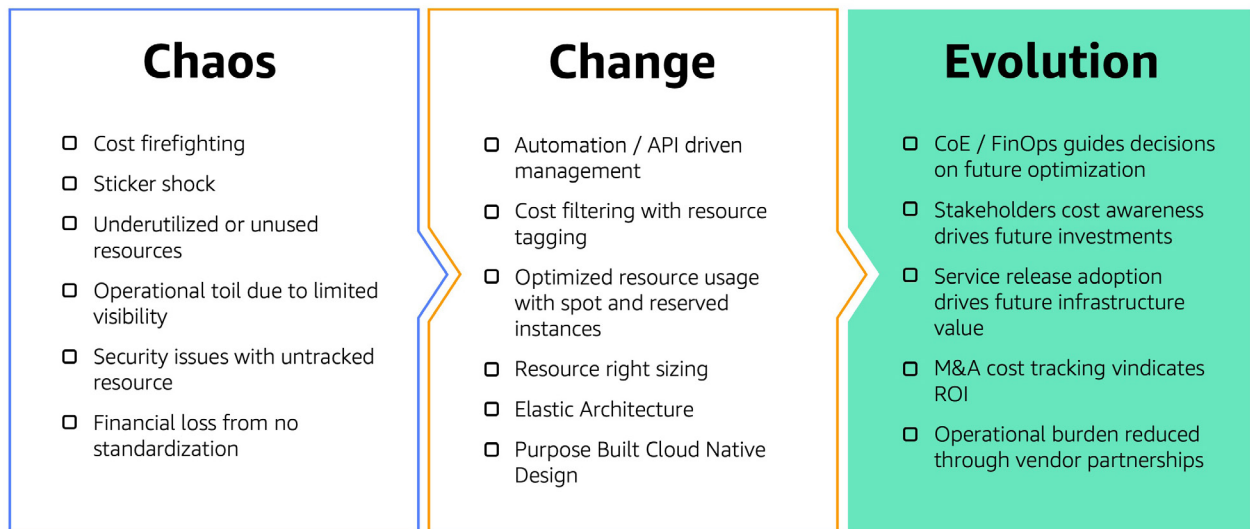 Chaos
Cost firefighting
Sticker shock
Underutilized or unused
resources
Operational toil due to limited
visibility
Security issues with untracked
resource
Financial loss from no
standardization
Change
Automation / API driven
management
Cost filtering with resource
tagging
Optimized resource usage
with spot and reserved
instances
Resource right sizing
Elastic Architecture
Purpose Built Cloud Native
Design
Evolution
CoE / FinOps guides decisions
on future optimization
Stakeholders cost awareness
drives future investments
Service release adoption
drives future infrastructure
value
M&A cost tracking vindicates
ROI
Operational burden reduced
through vendor partnerships